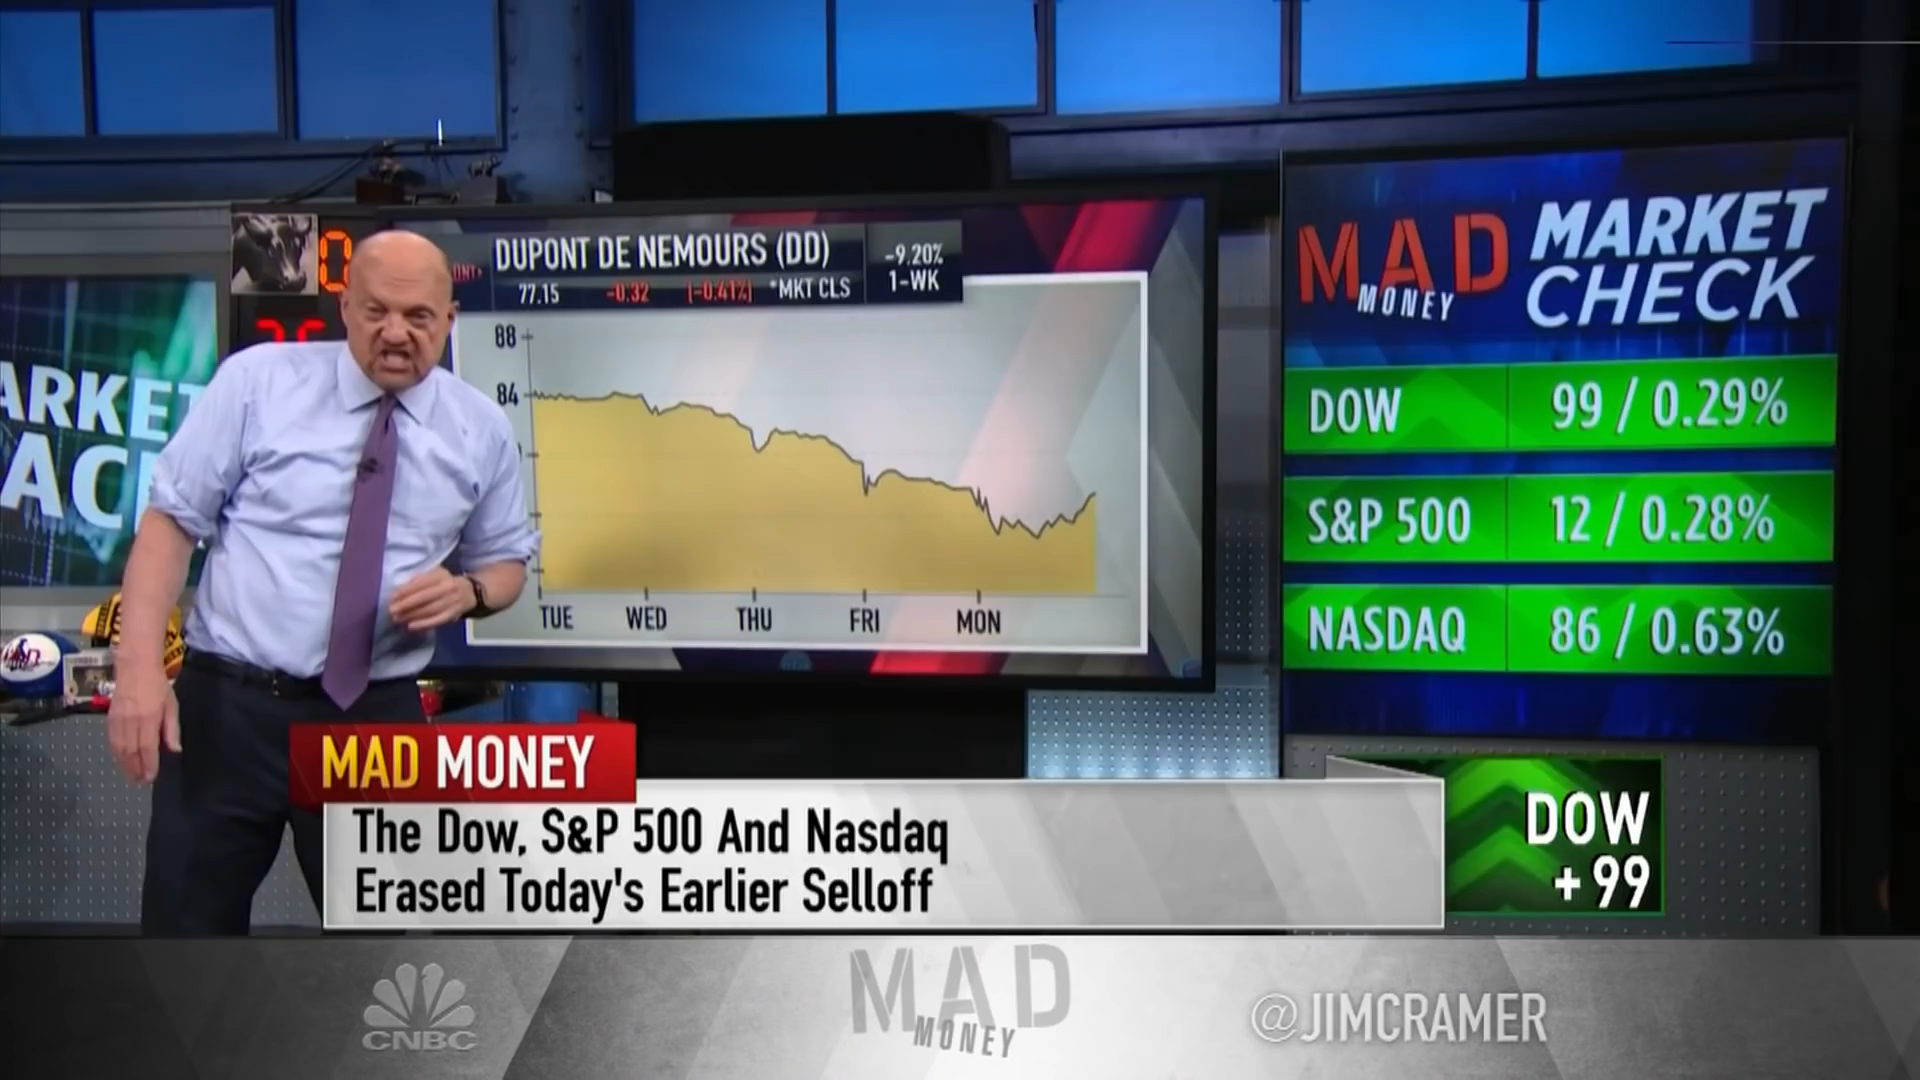 DUPONT DE NEMOURS (DD)
77.15 -0.32 (-0.41%) *MKT CLS
-9.20%
1-WK
88
84
TUE WED THU FRI MON
MAD
MONEY
MARKET
CHECK
DOW 99 / 0.29%
S&P 500 12 / 0.28%
NASDAQ 86 / 0.63%
MAD MONEY
The Dow, S&P 500 And Nasdaq
Erased Today's Earlier Selloff
DOW
+ 99
CNBC
MAD
MONEY
@JIMCRAMER